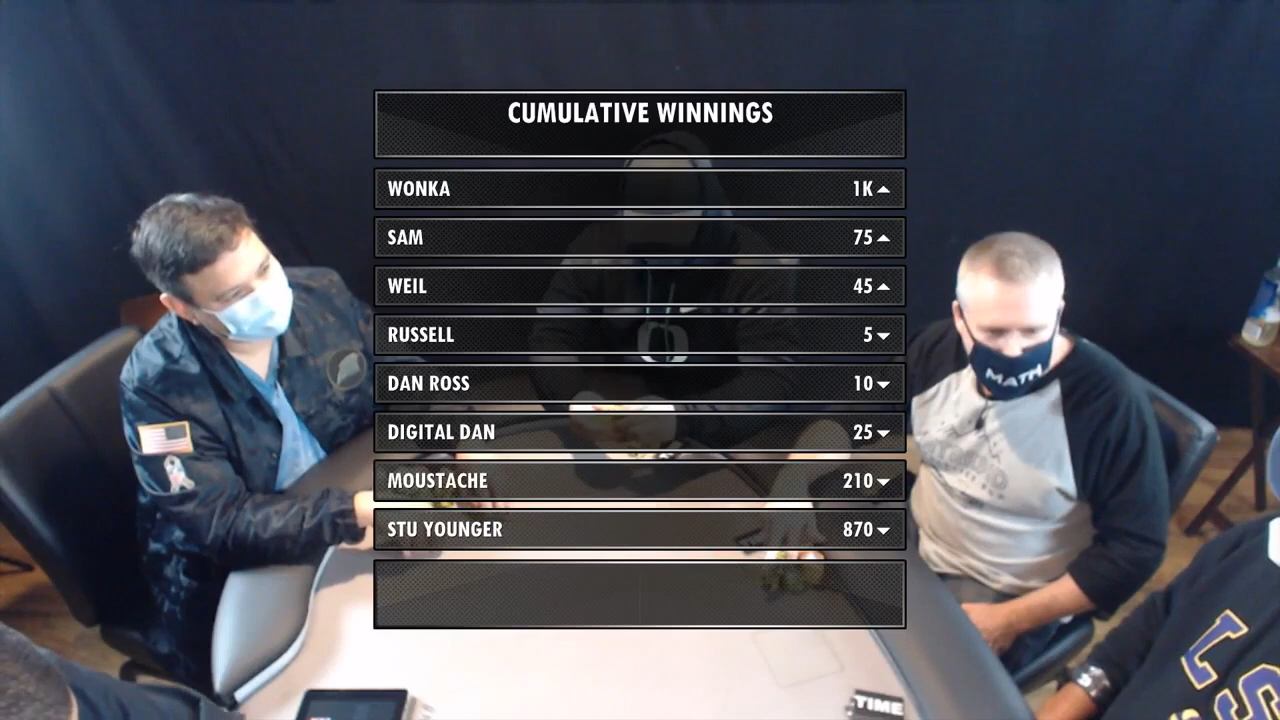 CUMULATIVE WINNINGS
WONKA 1K
SAM 75
WEIL 45
RUSSELL 5
DAN ROSS 10
DIGITAL DAN 25
MOUSTACHE 210
STU YOUNGER 870
MATH
TIME
LS